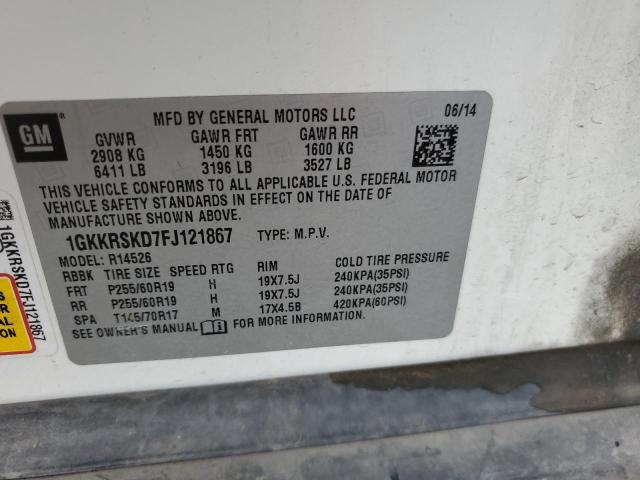 GM ®
MFD BY GENERAL MOTORS LLC 06/14
GVWR GAWR FRT GAWR RR
2908 KG 1450 KG 1600 KG
6411 LB 3196 LB 3527 LB
THIS VEHICLE CONFORMS TO ALL APPLICABLE U.S. FEDERAL MOTOR
VEHICLE SAFETY STANDARDS IN EFFECT ON THE DATE OF
MANUFACTURE SHOWN ABOVE.
1GKKRSKD7FJ121867 TYPE: M.P.V.
MODEL: R14526
RBBK TIRE SIZE SPEED RTG RIM COLD TIRE PRESSURE
FRT P255/60R19 H 19X7.5J 240KPA(35PSI)
RR P255/60R19 H 19X7.5J 240KPA(35PSI)
SPA T145/70R17 M 17X4.5B 420KPA(60PSI)
SEE OWNER'S MANUAL FOR MORE INFORMATION.
1GKKRSKD7FJ121867